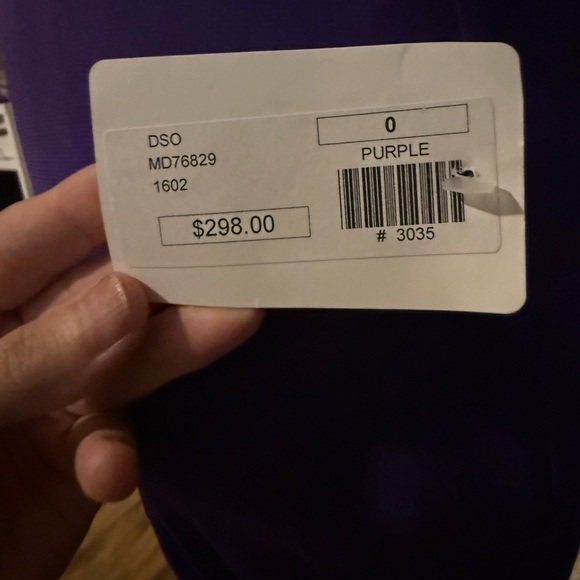 DSO
MD76829
1602
$298.00
0
PURPLE
# 3035